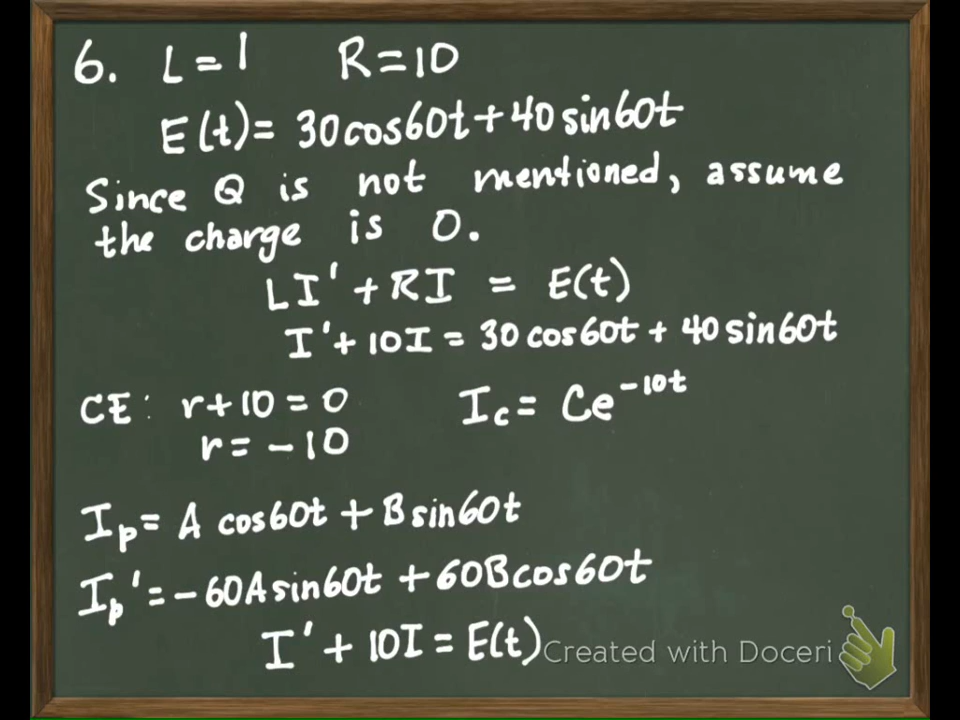 6. L = 1 R = 10
E(t) = 30cos60t + 40sin60t
Since Q is not mentioned, assume
the charge is 0.
LI' + RI = E(t)
I' + 10I = 30cos60t + 40sin60t
CE: r + 10 = 0 I_c = Ce^{-10t}
r = -10
I_p = A cos60t + B sin60t
I_p' = -60A sin60t + 60B cos60t
I' + 10I = E(t)
Created with Doceri